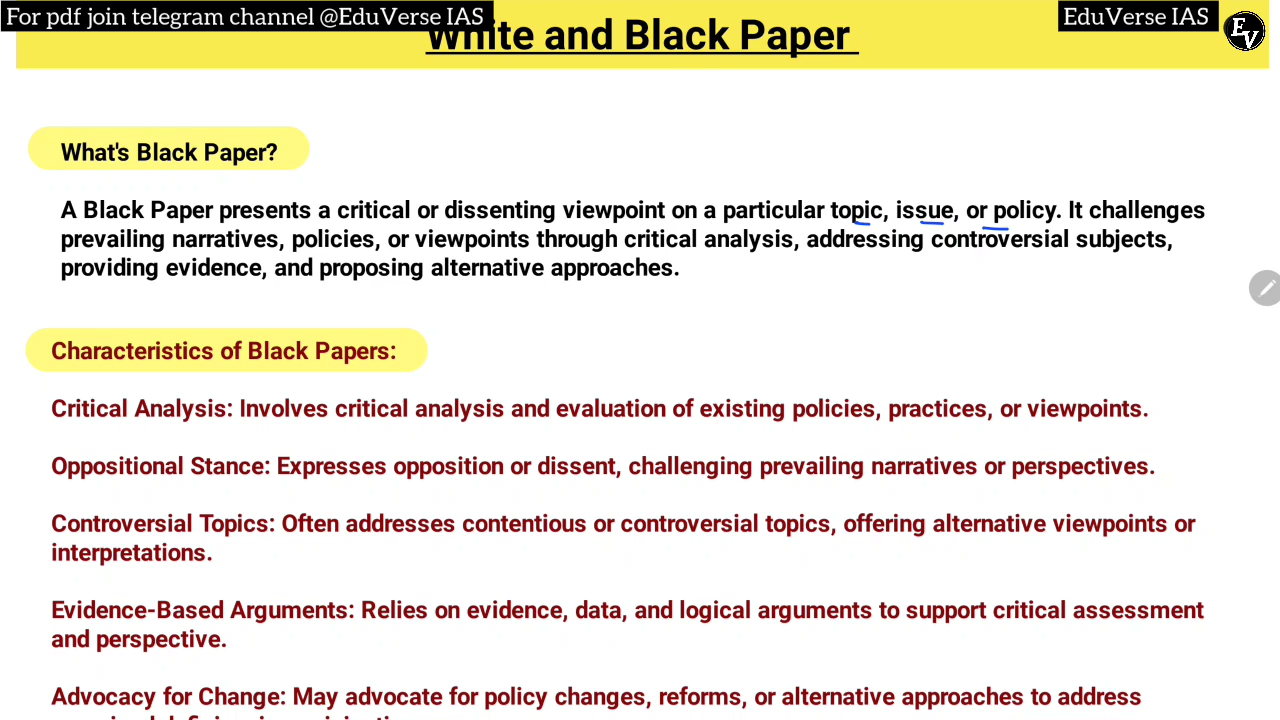 For pdf join telegram channel @EduVerse IAS
EduVerse IAS
EV
White and Black Paper
What's Black Paper?
A Black Paper presents a critical or dissenting viewpoint on a particular topic, issue, or policy. It challenges
prevailing narratives, policies, or viewpoints through critical analysis, addressing controversial subjects,
providing evidence, and proposing alternative approaches.
Characteristics of Black Papers:
Critical Analysis: Involves critical analysis and evaluation of existing policies, practices, or viewpoints.
Oppositional Stance: Expresses opposition or dissent, challenging prevailing narratives or perspectives.
Controversial Topics: Often addresses contentious or controversial topics, offering alternative viewpoints or
interpretations.
Evidence-Based Arguments: Relies on evidence, data, and logical arguments to support critical assessment
and perspective.
Advocacy for Change: May advocate for policy changes, reforms, or alternative approaches to address